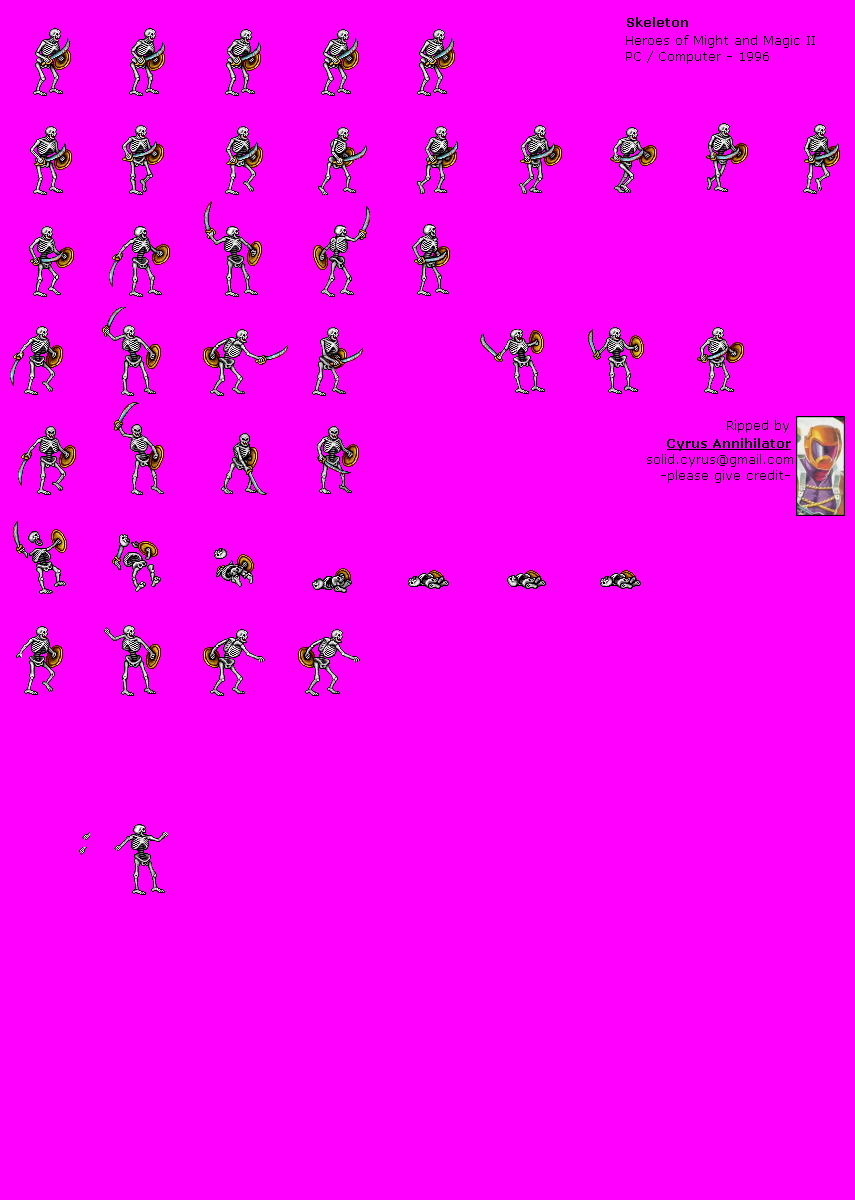 Skeleton
Heroes of Might and Magic II
PC / Computer - 1996
Ripped by
Cyrus Annihilator
solid.cyrus@gmail.com
-please give credit-